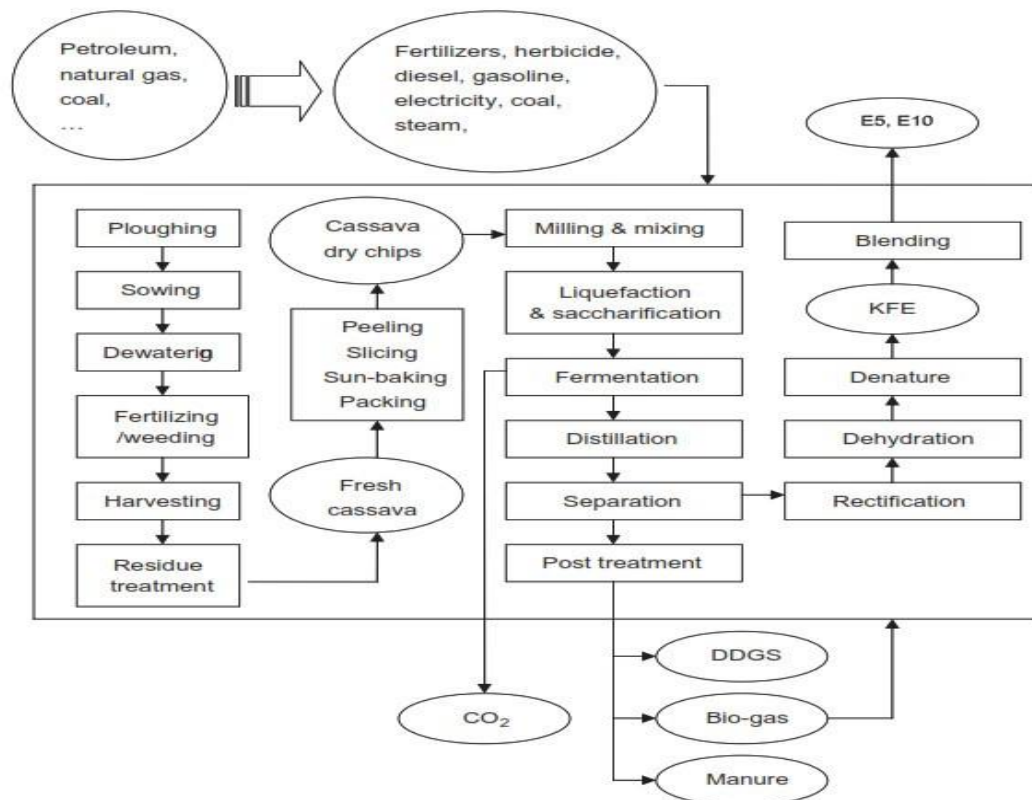 Petroleum,
natural gas,
coal,
...
Fertilizers, herbicide,
diesel, gasoline,
electricity, coal,
steam,
E5, E10
Ploughing
Sowing
Dewaterig
Fertilizing
/weeding
Harvesting
Residue
treatment
Cassava
dry chips
Peeling
Slicing
Sun-baking
Packing
Fresh
cassava
Milling & mixing
Liquefaction
& saccharification
Fermentation
Distillation
Separation
Post treatment
Blending
KFE
Denature
Dehydration
Rectification
DDGS
CO₂
Bio-gas
Manure